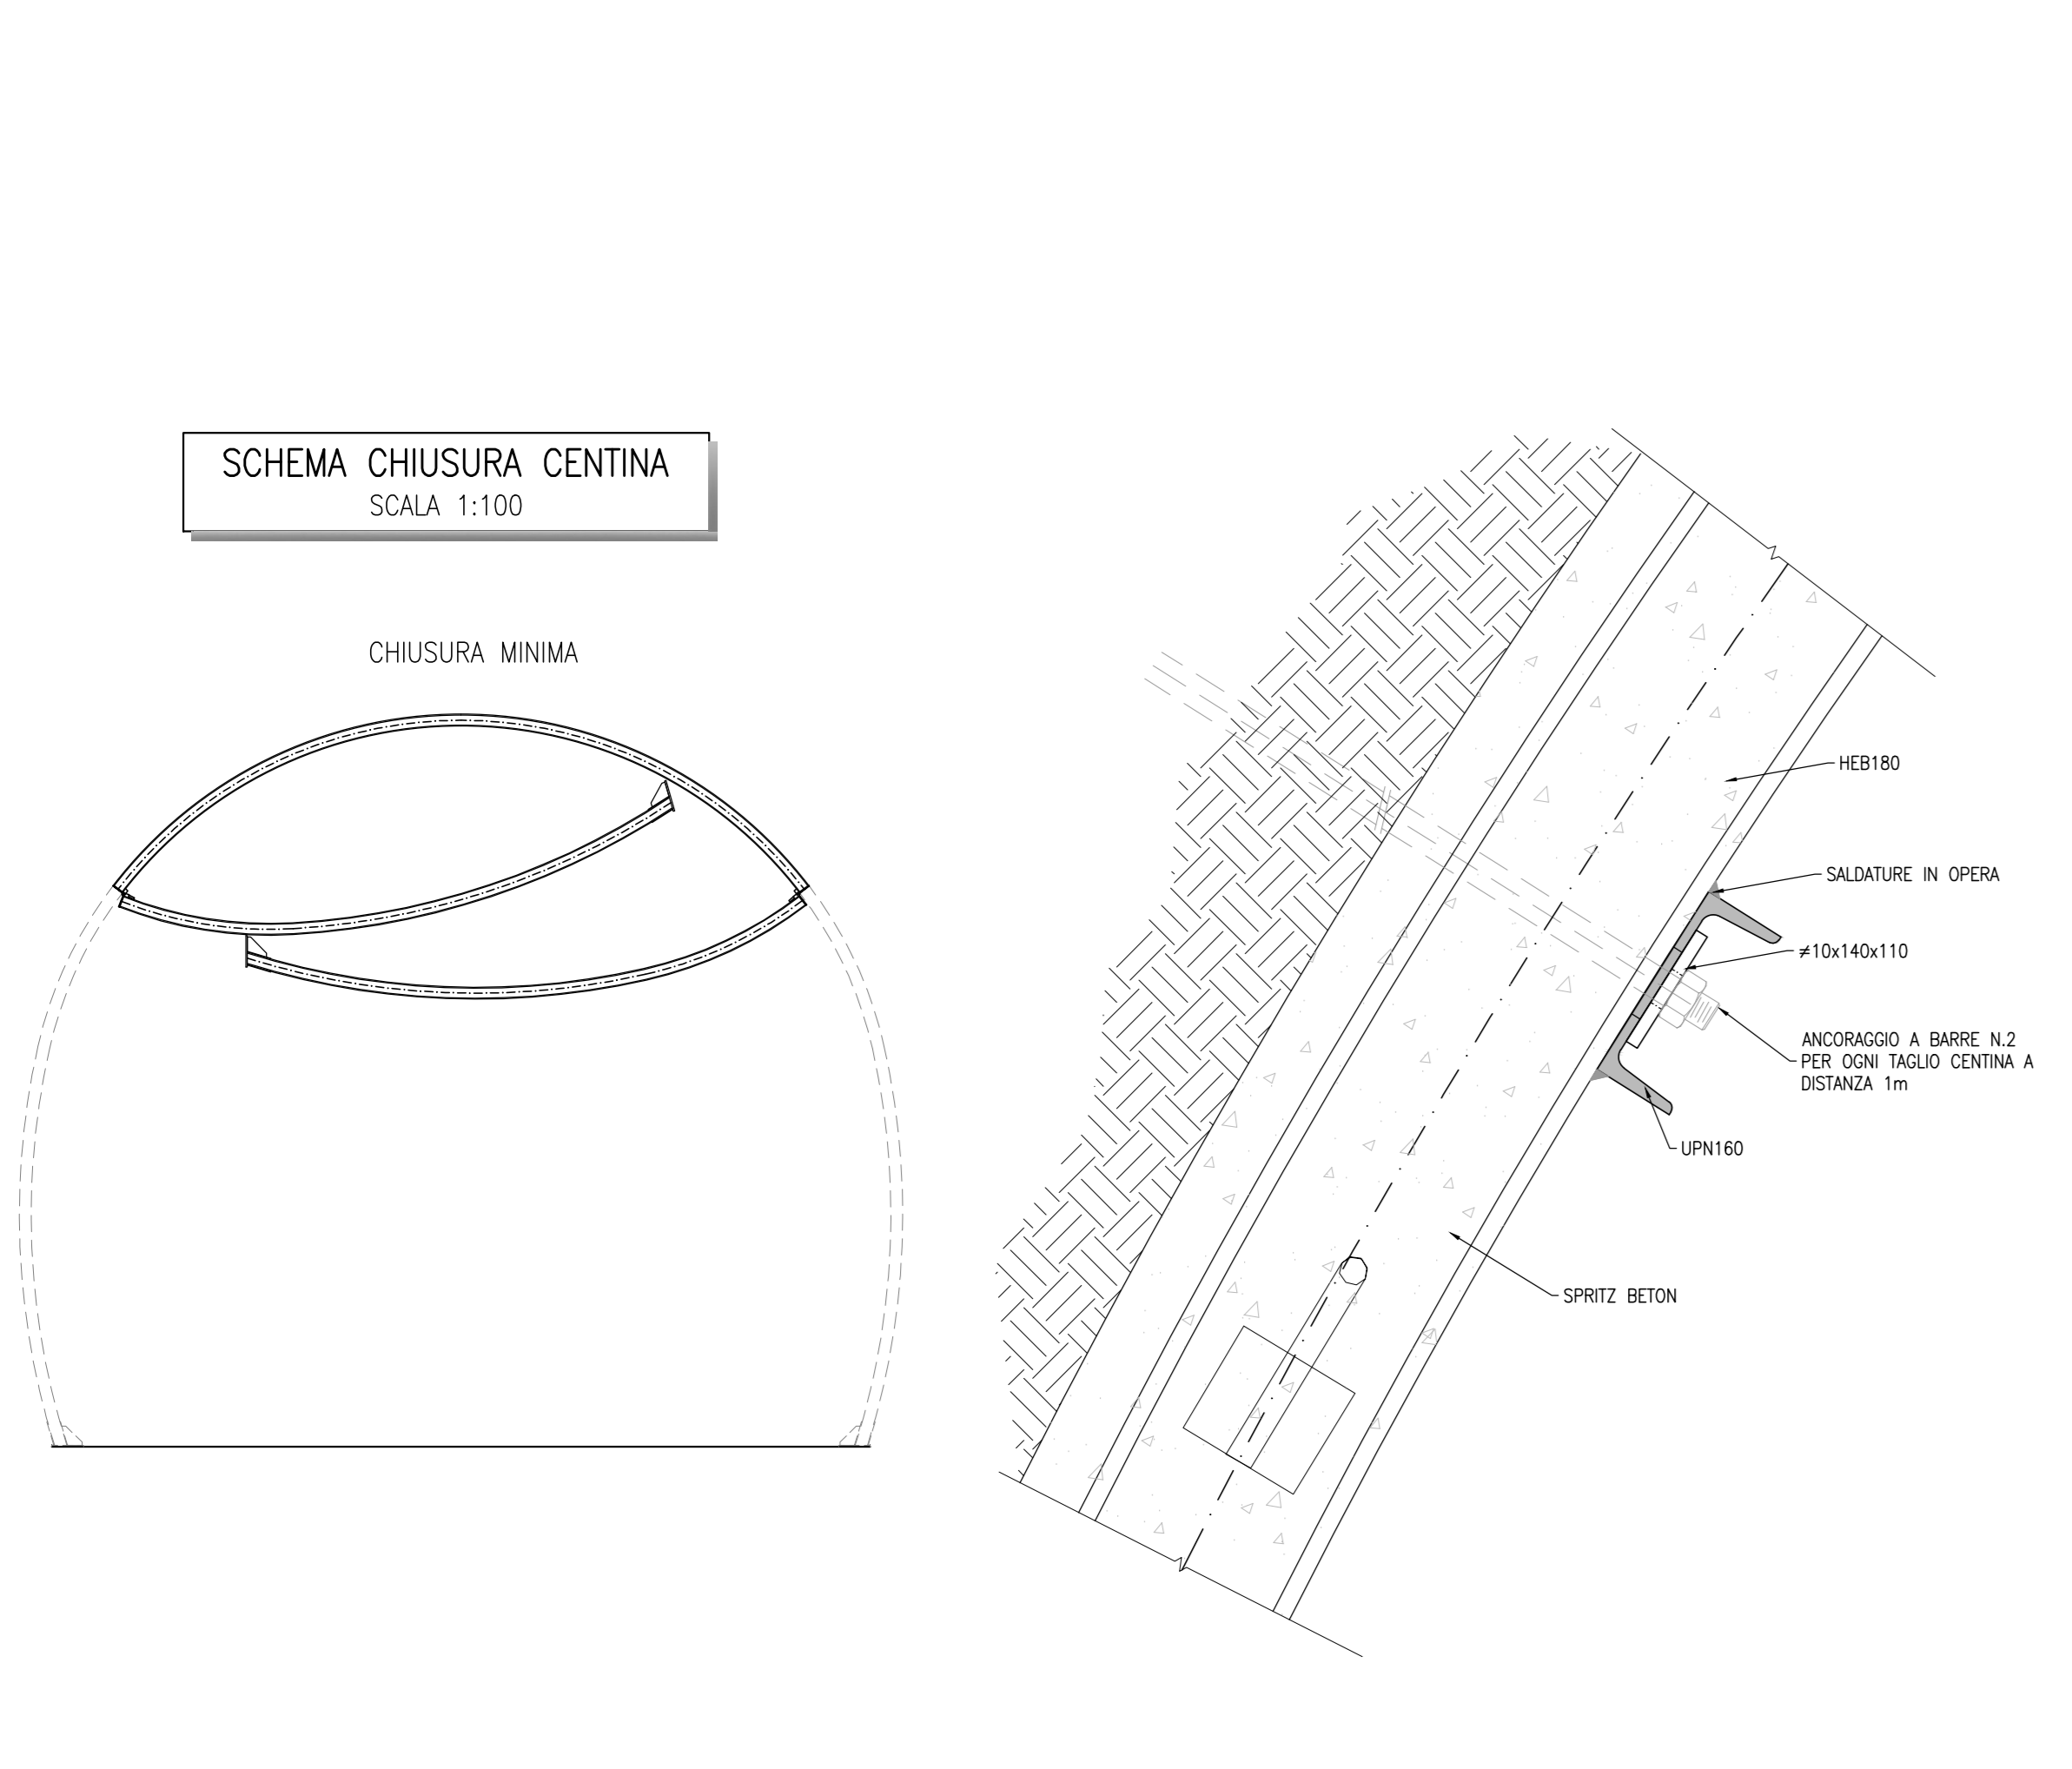 SCHEMA CHIUSURA CENTINA
SCALA 1:100
CHIUSURA MINIMA
HEB180
SALDATURE IN OPERA
≠10x140x110
ANCORAGGIO A BARRE N.2
PER OGNI TAGLIO CENTINA A
DISTANZA 1m
UPN160
SPRITZ BETON